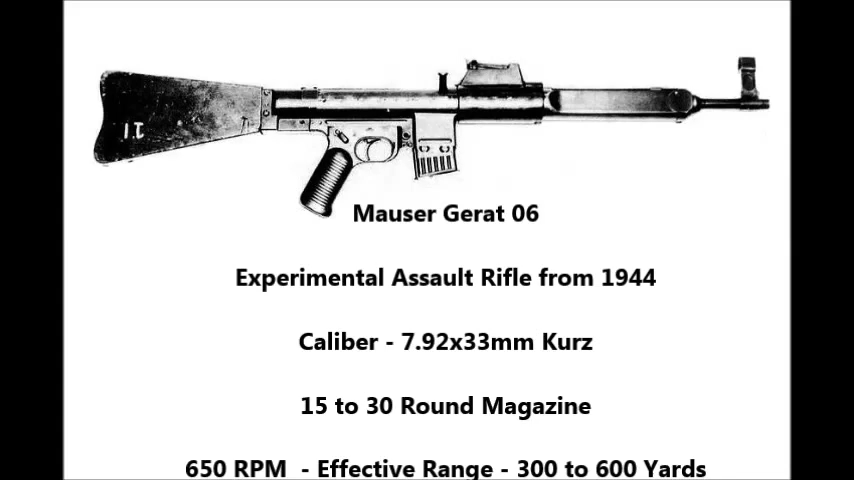 Mauser Gerat 06
Experimental Assault Rifle from 1944
Caliber - 7.92x33mm Kurz
15 to 30 Round Magazine
650 RPM - Effective Range - 300 to 600 Yards